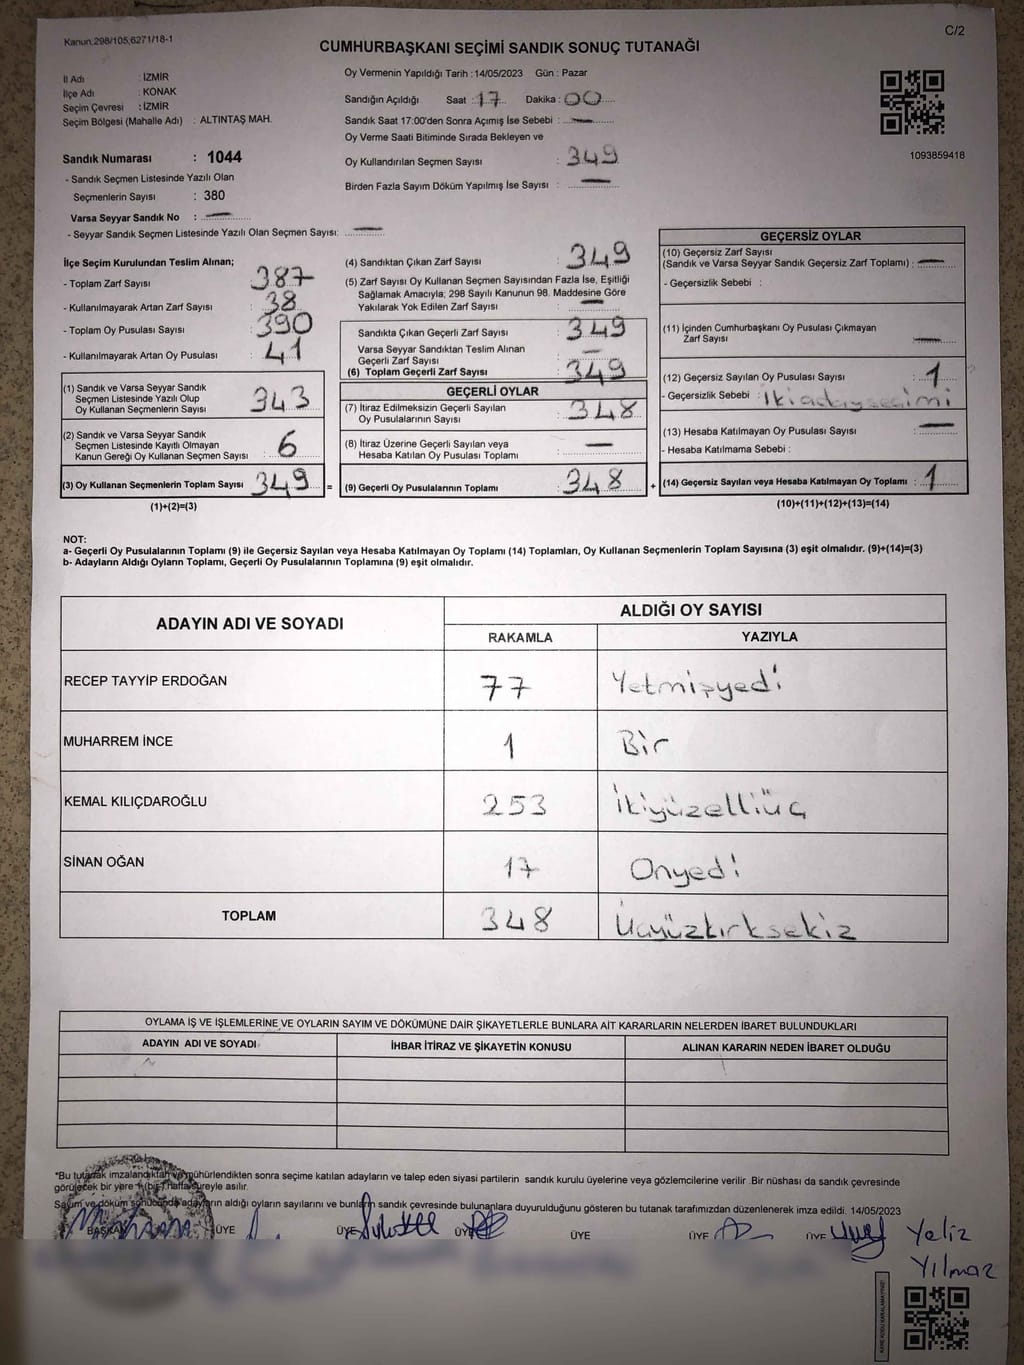 Kanun.298/105,6271/18-1
C/2
CUMHURBAŞKANI SEÇİMİ SANDIK SONUÇ TUTANAĞI
İl Adı : İZMİR
İlçe Adı : KONAK
Seçim Çevresi : İZMİR
Seçim Bölgesi (Mahalle Adı) : ALTINTAŞ MAH.
Sandık Numarası : 1044
- Sandık Seçmen Listesinde Yazılı Olan
Seçmenlerin Sayısı : 380
Varsa Seyyar Sandık No : —
- Seyyar Sandık Seçmen Listesinde Yazılı Olan Seçmen Sayısı: —
Oy Vermenin Yapıldığı Tarih : 14/05/2023 Gün : Pazar
Sandığın Açıldığı Saat : 17 Dakika : 00
Sandık Saat 17:00'den Sonra Açımış İse Sebebi : —
Oy Verme Saati Bitiminde Sırada Bekleyen ve
Oy Kullandırılan Seçmen Sayısı : 349
Birden Fazla Sayım Döküm Yapılmış İse Sayısı : —
1093859418
İlçe Seçim Kurulundan Teslim Alınan;
- Toplam Zarf Sayısı : 387
- Kullanılmayarak Artan Zarf Sayısı : 38
- Toplam Oy Pusulası Sayısı : 390
- Kullanılmayarak Artan Oy Pusulası : 41
(1) Sandık ve Varsa Seyyar Sandık
Seçmen Listesinde Yazılı Olup
Oy Kullanan Seçmenlerin Sayısı : 343
(2) Sandık ve Varsa Seyyar Sandık
Seçmen Listesinde Kayıtlı Olmayan
Kanun Gereği Oy Kullanan Seçmen Sayısı : 6
(3) Oy Kullanan Seçmenlerin Toplam Sayısı : 349 =
(1)+(2)=(3)
(4) Sandıktan Çıkan Zarf Sayısı : 349
(5) Zarf Sayısı Oy Kullanan Seçmen Sayısından Fazla İse, Eşitliği
Sağlamak Amacıyla; 298 Sayılı Kanunun 98. Maddesine Göre
Yakılarak Yok Edilen Zarf Sayısı : —
Sandıkta Çıkan Geçerli Zarf Sayısı : 349
Varsa Seyyar Sandıktan Teslim Alınan
Geçerli Zarf Sayısı : —
(6) Toplam Geçerli Zarf Sayısı : 349
GEÇERLİ OYLAR
(7) İtiraz Edilmeksizin Geçerli Sayılan
Oy Pusulalarının Sayısı : 348
(8) İtiraz Üzerine Geçerli Sayılan veya
Hesaba Katılan Oy Pusulası Toplamı : —
(9) Geçerli Oy Pusulalarının Toplamı : 348 +
GEÇERSİZ OYLAR
(10) Geçersiz Zarf Sayısı
(Sandık ve Varsa Seyyar Sandık Geçersiz Zarf Toplamı) : —
- Geçersizlik Sebebi :
(11) İçinden Cumhurbaşkanı Oy Pusulası Çıkmayan
Zarf Sayısı : —
(12) Geçersiz Sayılan Oy Pusulası Sayısı : 1
- Geçersizlik Sebebi : iki aday seçimi
(13) Hesaba Katılmayan Oy Pusulası Sayısı : —
- Hesaba Katılmama Sebebi :
(14) Geçersiz Sayılan veya Hesaba Katılmayan Oy Toplamı : 1
(10)+(11)+(12)+(13)=(14)
NOT:
a- Geçerli Oy Pusulalarının Toplamı (9) ile Geçersiz Sayılan veya Hesaba Katılmayan Oy Toplamı (14) Toplamları, Oy Kullanan Seçmenlerin Toplam Sayısına (3) eşit olmalıdır. (9)+(14)=(3)
b- Adayların Aldığı Oyların Toplamı, Geçerli Oy Pusulalarının Toplamına (9) eşit olmalıdır.
ADAYIN ADI VE SOYADI
ALDIĞI OY SAYISI
RAKAMLA YAZIYLA
RECEP TAYYİP ERDOĞAN 77 Yetmişyedi
MUHARREM İNCE 1 Bir
KEMAL KILIÇDAROĞLU 253 İkiyüzelliüç
SİNAN OĞAN 17 Onyedi
TOPLAM 348 Üçyüzkırksekiz
OYLAMA İŞ VE İŞLEMLERİNE VE OYLARIN SAYIM VE DÖKÜMÜNE DAİR ŞİKAYETLERLE BUNLARA AİT KARARLARIN NELERDEN İBARET BULUNDUKLARI
ADAYIN ADI VE SOYADI İHBAR İTİRAZ VE ŞİKAYETİN KONUSU ALINAN KARARIN NEDEN İBARET OLDUĞU
*Bu tutanak imzalandıktan ve mühürlendikten sonra seçime katılan adayların ve talep eden siyasi partilerin sandık kurulu üyelerine veya gözlemcilerine verilir .Bir nüshası da sandık çevresinde
görülecek bir yere 1 (bir) hafta süreyle asılır.
Sayım ve döküm sonucunda adayların aldığı oyların sayılarını ve bunların sandık çevresinde bulunanlara duyurulduğunu gösteren bu tutanak tarafımızdan düzenlenerek imza edildi. 14/05/2023
BAŞKAN ÜYE ÜYE ÜYE ÜYE ÜYE ÜYE Yeliz
Yılmaz